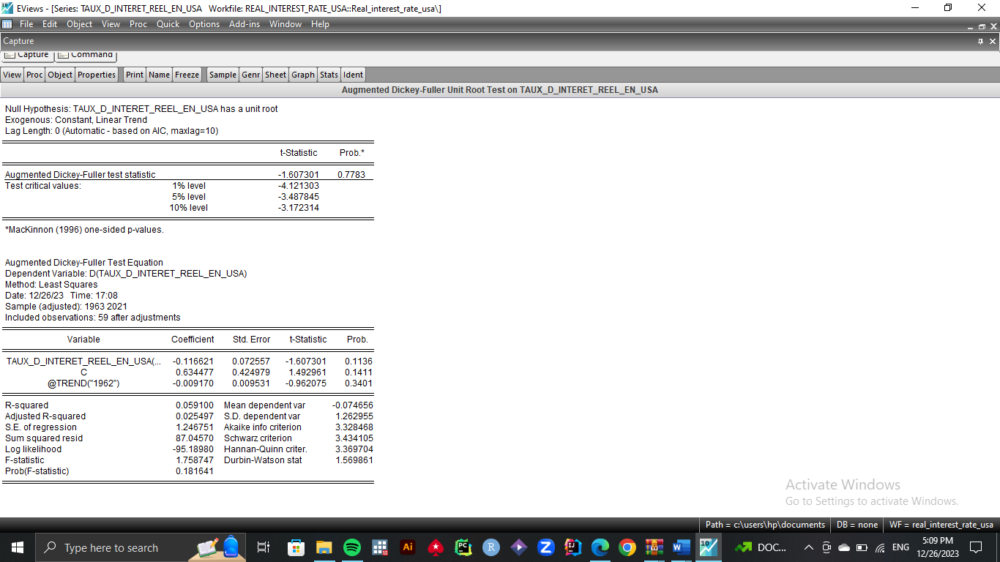 EViews - [Series: TAUX_D_INTERET_REEL_EN_USA   Workfile: REAL_INTEREST_RATE_USA::Real_interest_rate_usa\]
File Edit Object View Proc Quick Options Add-ins Window Help
Capture
Capture Command
View Proc Object Properties Print Name Freeze Sample Genr Sheet Graph Stats Ident
Augmented Dickey-Fuller Unit Root Test on TAUX_D_INTERET_REEL_EN_USA
Null Hypothesis: TAUX_D_INTERET_REEL_EN_USA has a unit root
Exogenous: Constant, Linear Trend
Lag Length: 0 (Automatic - based on AIC, maxlag=10)
t-Statistic Prob.*
Augmented Dickey-Fuller test statistic -1.607301 0.7783
Test critical values: 1% level -4.121303
5% level -3.487845
10% level -3.172314
*MacKinnon (1996) one-sided p-values.
Augmented Dickey-Fuller Test Equation
Dependent Variable: D(TAUX_D_INTERET_REEL_EN_USA)
Method: Least Squares
Date: 12/26/23   Time: 17:08
Sample (adjusted): 1963 2021
Included observations: 59 after adjustments
Variable Coefficient Std. Error t-Statistic Prob.
TAUX_D_INTERET_REEL_EN_USA(... -0.116621 0.072557 -1.607301 0.1136
C 0.634477 0.424979 1.492961 0.1411
@TREND("1962") -0.009170 0.009531 -0.962075 0.3401
R-squared 0.059100 Mean dependent var -0.074656
Adjusted R-squared 0.025497 S.D. dependent var 1.262955
S.E. of regression 1.246751 Akaike info criterion 3.328468
Sum squared resid 87.04570 Schwarz criterion 3.434105
Log likelihood -95.18980 Hannan-Quinn criter. 3.369704
F-statistic 1.758747 Durbin-Watson stat 1.569861
Prob(F-statistic) 0.181641
Activate Windows
Go to Settings to activate Windows.
Path = c:\users\hp\documents DB = none WF = real_interest_rate_usa
Type here to search
Ai
PC
R
Z
IJ
W
DOC...
ENG
5:09 PM
12/26/2023